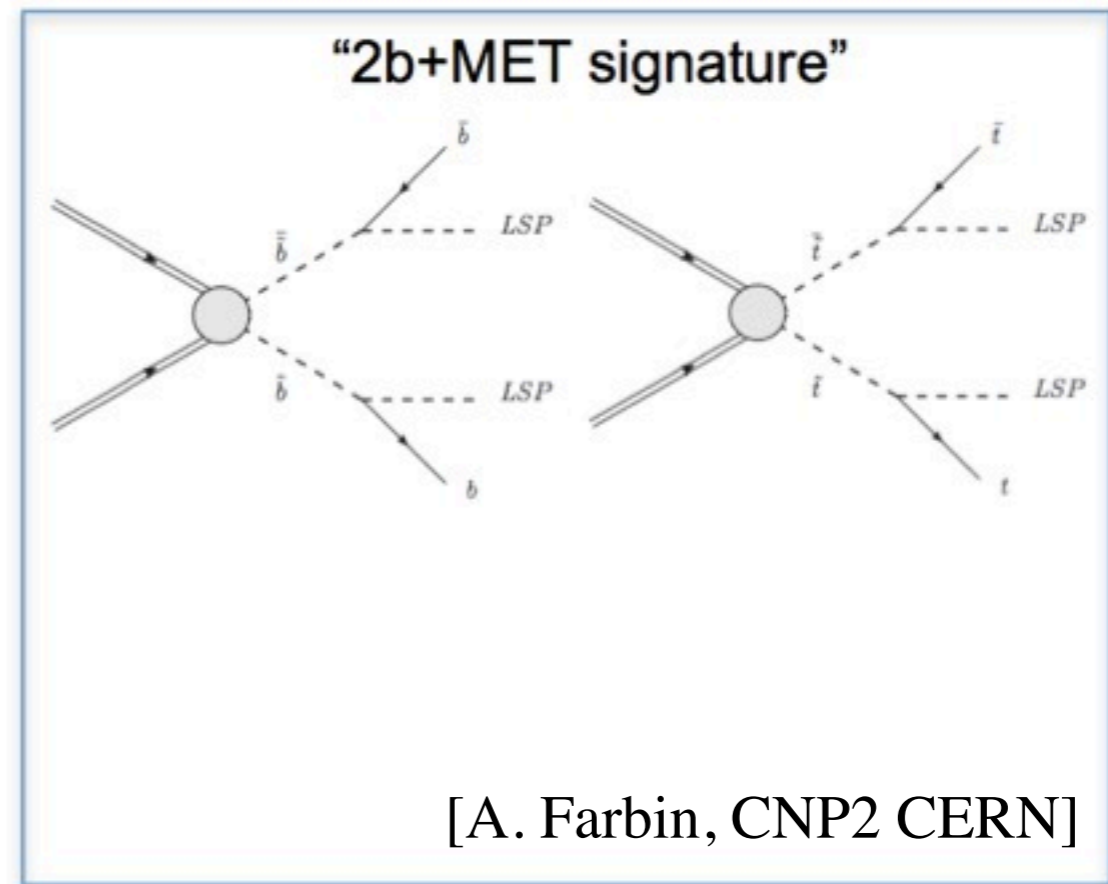 “2b+MET signature”
b̄
LSP
b̃̄
b̃
LSP
b
t̄
LSP
t̃̄
t̃
LSP
t
[A. Farbin, CNP2 CERN]